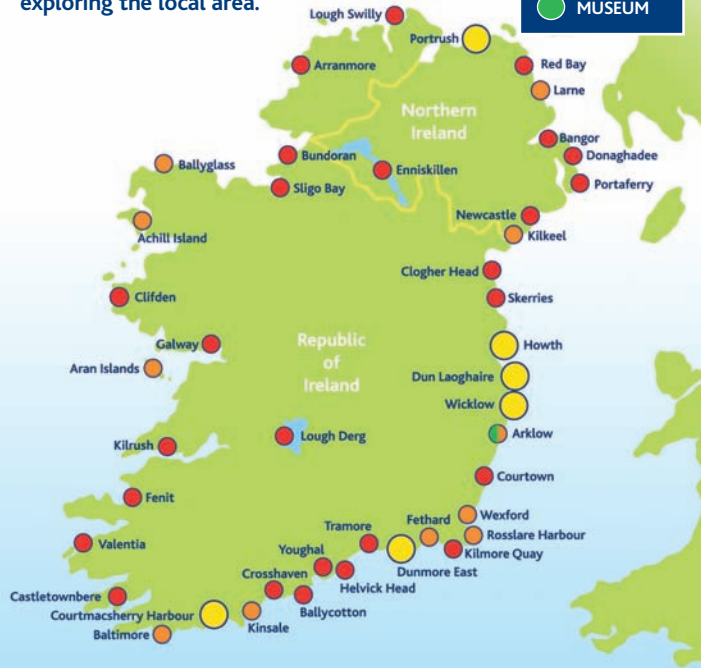 exploring the local area.
MUSEUM
Lough Swilly
Portrush
Arranmore
Red Bay
Larne
Northern
Ireland
Bangor
Donaghadee
Bundoran
Ballyglass
Enniskillen
Portaferry
Sligo Bay
Newcastle
Kilkeel
Achill Island
Clogher Head
Clifden
Skerries
Galway
Republic
of
Ireland
Howth
Aran Islands
Dun Laoghaire
Wicklow
Lough Derg
Arklow
Kilrush
Courtown
Fenit
Wexford
Fethard
Tramore
Rosslare Harbour
Valentia
Youghal
Kilmore Quay
Dunmore East
Crosshaven
Helvick Head
Castletownbere
Ballycotton
Courtmacsherry Harbour
Kinsale
Baltimore